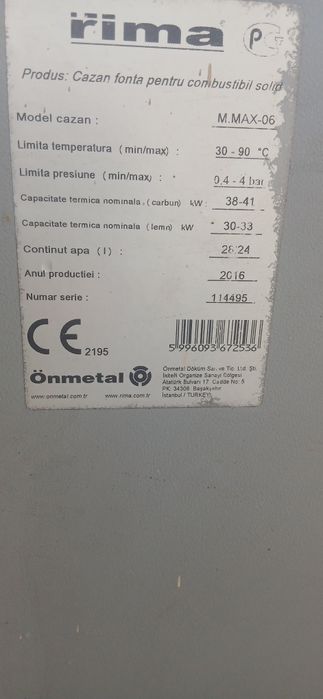 rima
P
Produs: Cazan fonta pentru combustibil solid
Model cazan : M.MAX-06
Limita temperatura ( min/max) : 30 - 90 °C
Limita presiune (min/max) : 0,4 - 4 bar
Capacitate termica nominala (carbun) kW : 38-41
Capacitate termica nominala (lemn) kW : 30-33
Continut apa ( l ) : 28.24
Anul productiei : 2016
Numar serie : 114495
CE 2195
5 996093 672536
Önmetal
www.onmetal.com.tr www.rima.com.tr
Önmetal Döküm San. ve Tic. Ltd. Şti.
İkitelli Organize Sanayi Bölgesi
Atatürk Bulvarı 17. Cadde No: 5
PK: 34306 Başakşehir
İstanbul / TURKEY